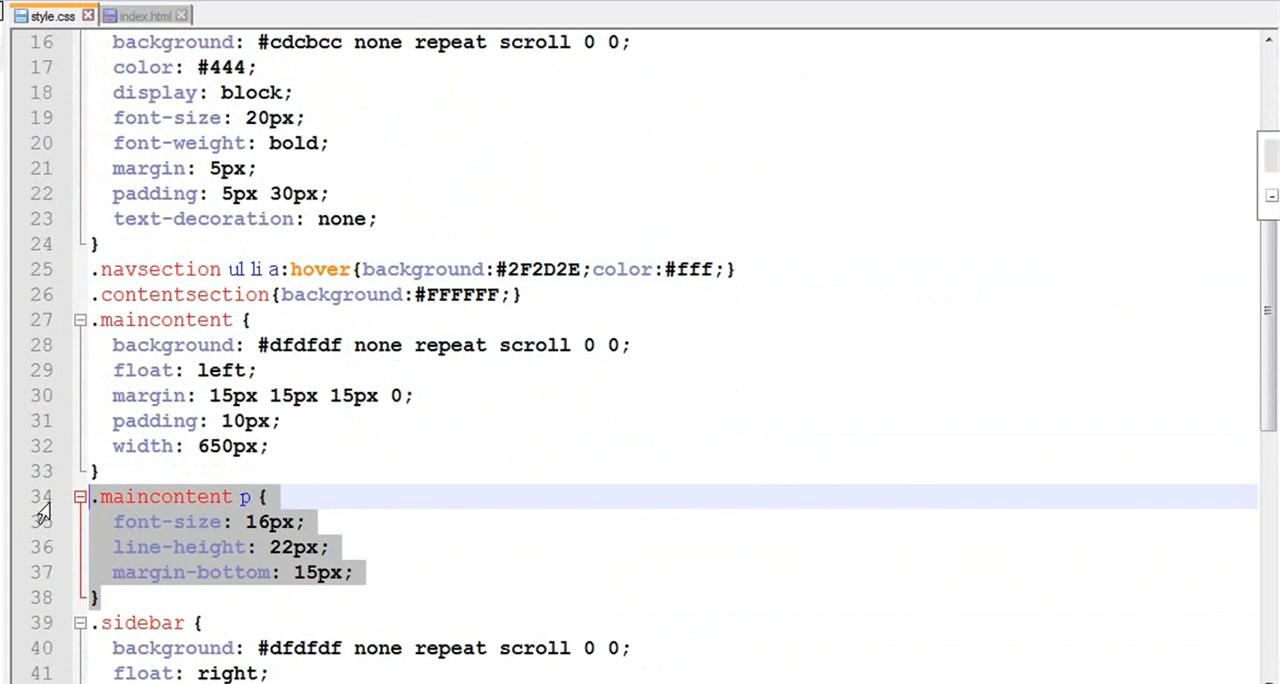 style.css index.html
16 background: #cdcbcc none repeat scroll 0 0;
17 color: #444;
18 display: block;
19 font-size: 20px;
20 font-weight: bold;
21 margin: 5px;
22 padding: 5px 30px;
23 text-decoration: none;
24 }
25 .navsection ul li a:hover{background:#2F2D2E;color:#fff;}
26 .contentsection{background:#FFFFFF;}
27 .maincontent {
28 background: #dfdfdf none repeat scroll 0 0;
29 float: left;
30 margin: 15px 15px 15px 0;
31 padding: 10px;
32 width: 650px;
33 }
34 .maincontent p {
35 font-size: 16px;
36 line-height: 22px;
37 margin-bottom: 15px;
38 }
39 .sidebar {
40 background: #dfdfdf none repeat scroll 0 0;
41 float: right;